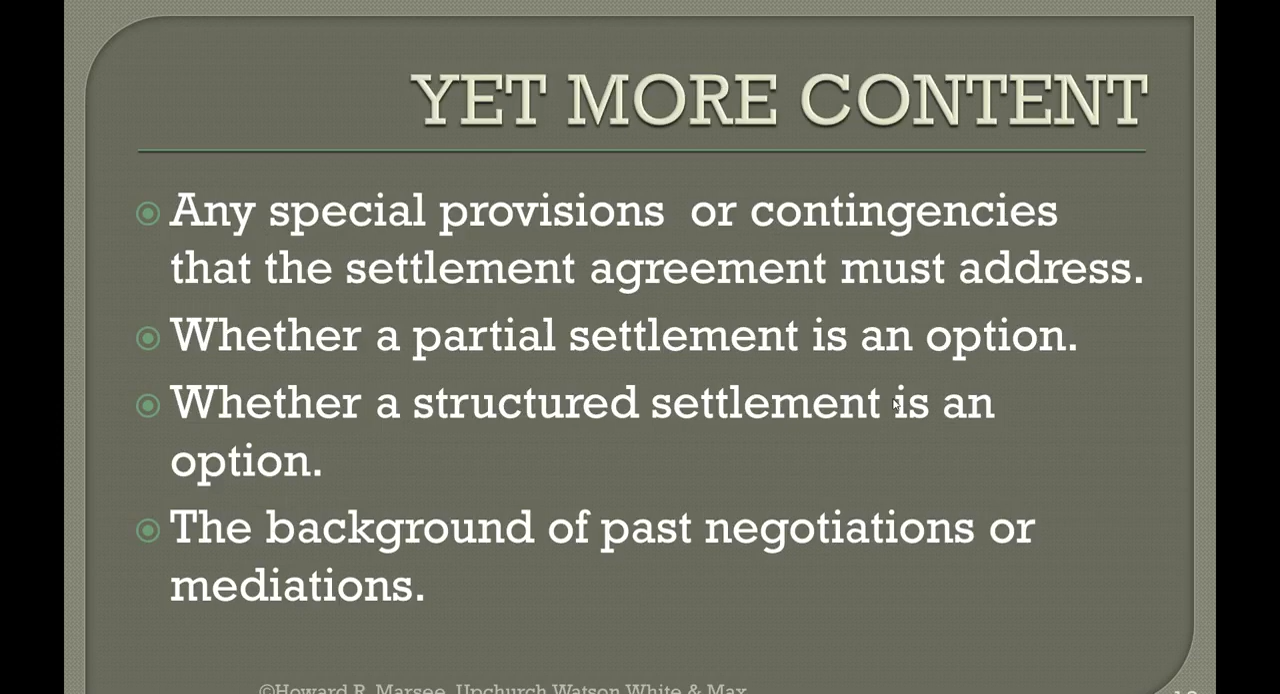 YET MORE CONTENT
Any special provisions or contingencies
that the settlement agreement must address.
Whether a partial settlement is an option.
Whether a structured settlement is an
option.
The background of past negotiations or
mediations.
©Howard R. Marsee, Upchurch Watson White & Max